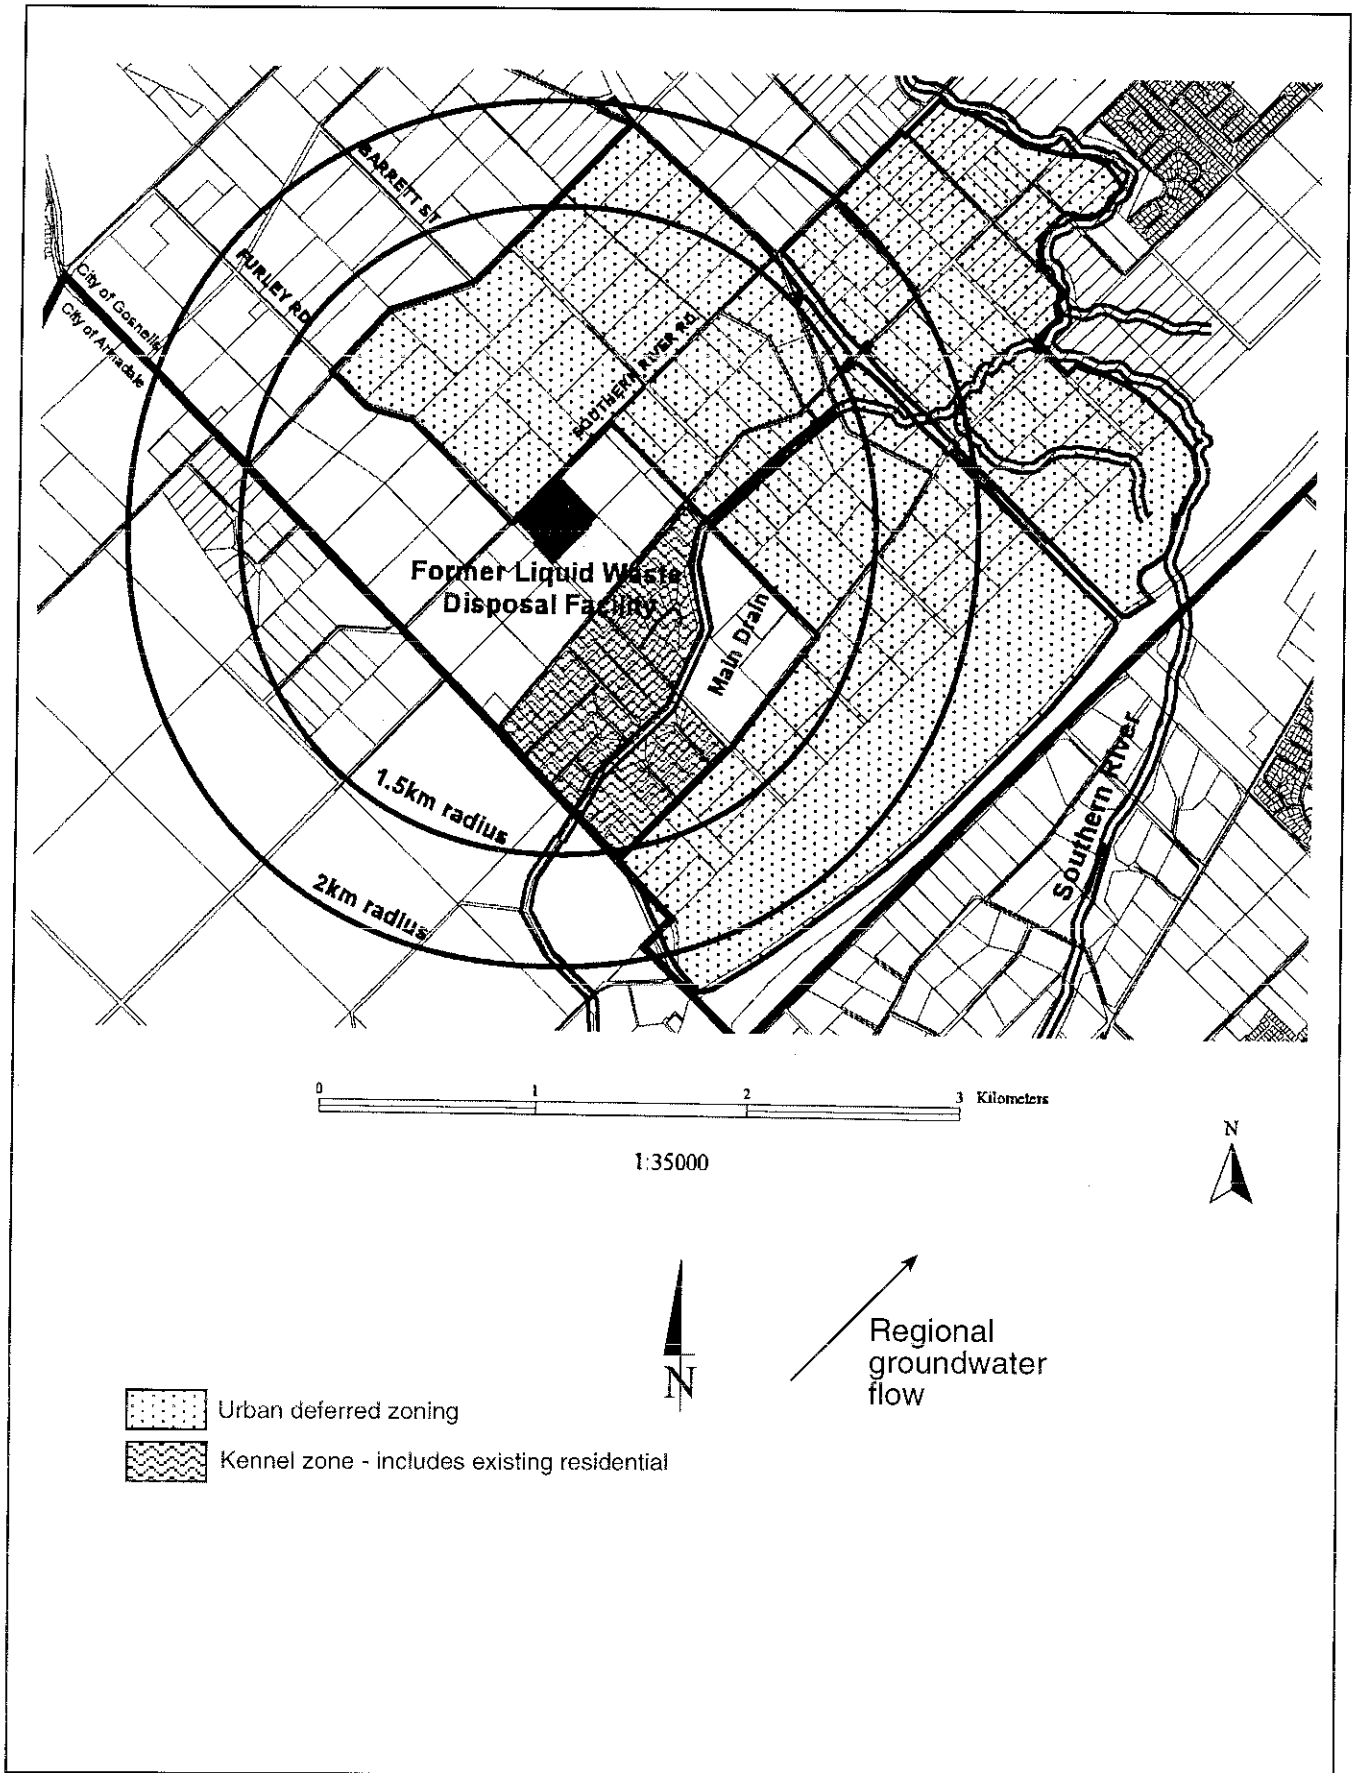 BARRETT ST
FURLEY RD
City of Gosnells
City of Armadale
SOUTHERN RIVER RD
Former Liquid Waste
Disposal Facility
Main Drain
1.5km radius
2km radius
Southern River
0 1 2 3 Kilometers
1:35000
N
N
Regional
groundwater
flow
Urban deferred zoning
Kennel zone - includes existing residential